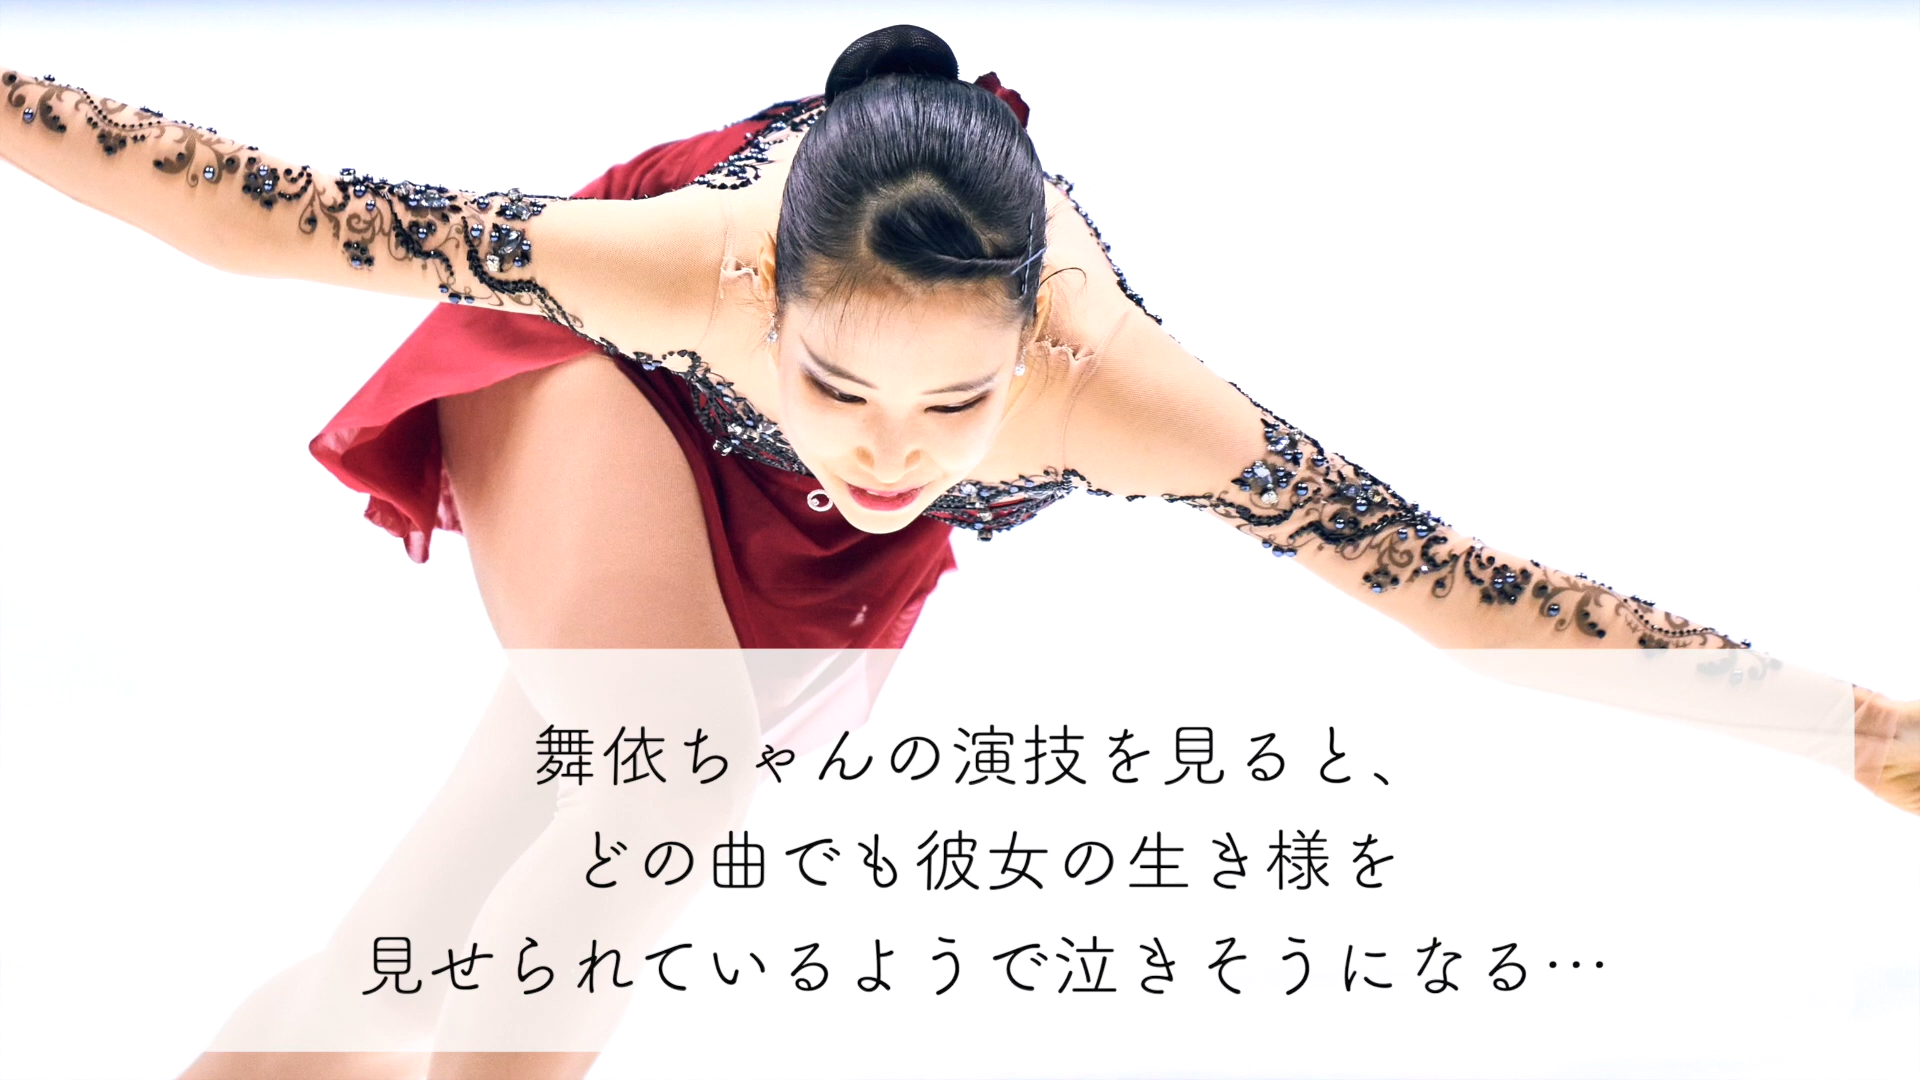 舞依ちゃんの演技を見ると、
どの曲でも彼女の生き様を
見せられているようで泣きそうになる…